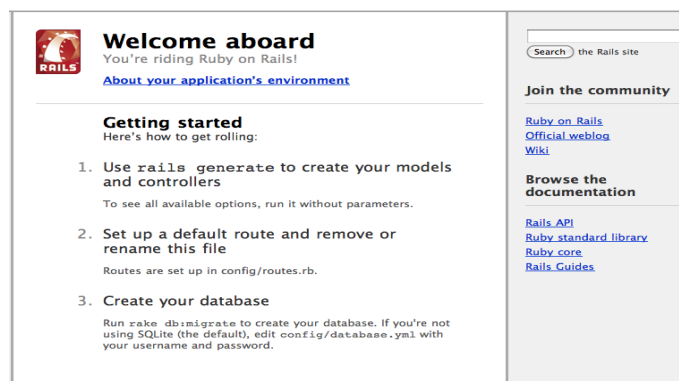 RAILS
Welcome aboard
You're riding Ruby on Rails!
About your application's environment
Getting started
Here's how to get rolling:
1. Use rails generate to create your models
and controllers
To see all available options, run it without parameters.
2. Set up a default route and remove or
rename this file
Routes are set up in config/routes.rb.
3. Create your database
Run rake db:migrate to create your database. If you're not
using SQLite (the default), edit config/database.yml with
your username and password.
Search the Rails site
Join the community
Ruby on Rails
Official weblog
Wiki
Browse the
documentation
Rails API
Ruby standard library
Ruby core
Rails Guides